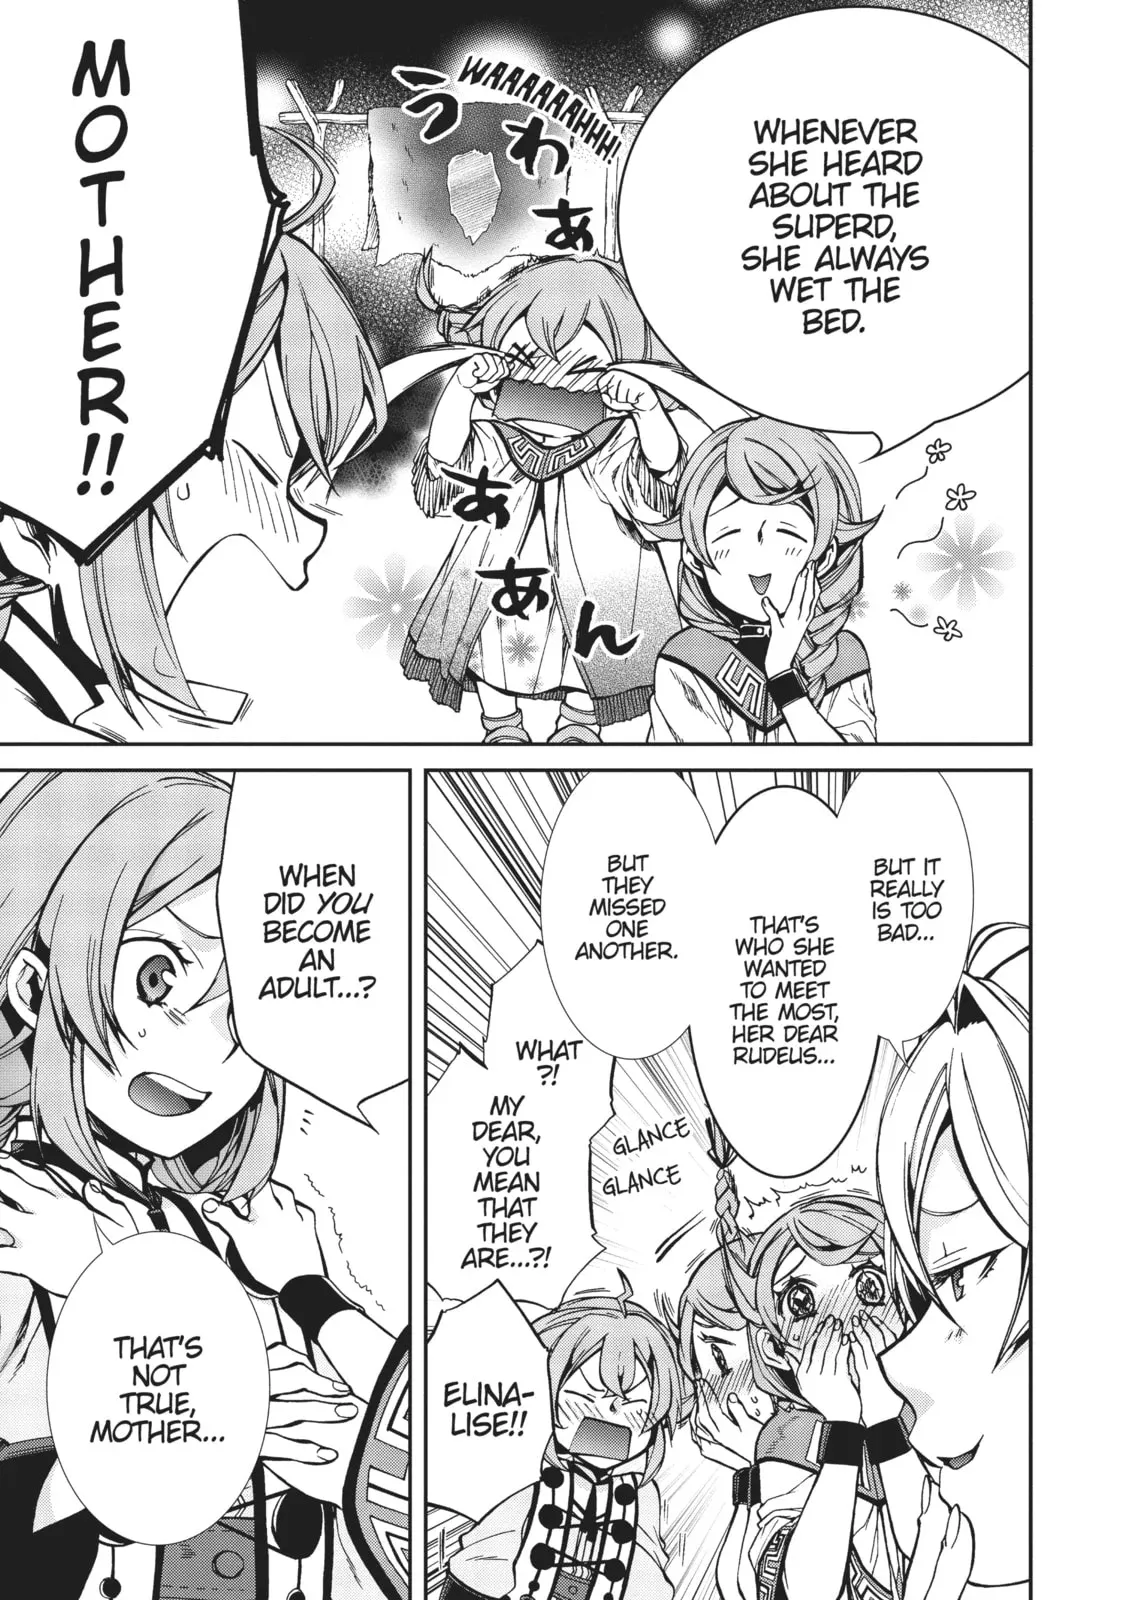 WHENEVER
SHE HEARD
ABOUT THE
SUPERD,
SHE ALWAYS
WET THE
BED.
WAAAAAAHHH!
うわ
ぁあ
あん
MOTHER!!
BUT IT
REALLY
IS TOO
BAD...
THAT'S
WHO SHE
WANTED
TO MEET
THE MOST,
HER DEAR
RUDEUS...
BUT
THEY
MISSED
ONE
ANOTHER.
GLANCE
GLANCE
WHAT
?!
MY
DEAR,
YOU
MEAN
THAT
THEY
ARE...?!
ELINA-
LISE!!
WHEN
DID YOU
BECOME
AN
ADULT...?
THAT'S
NOT
TRUE,
MOTHER...